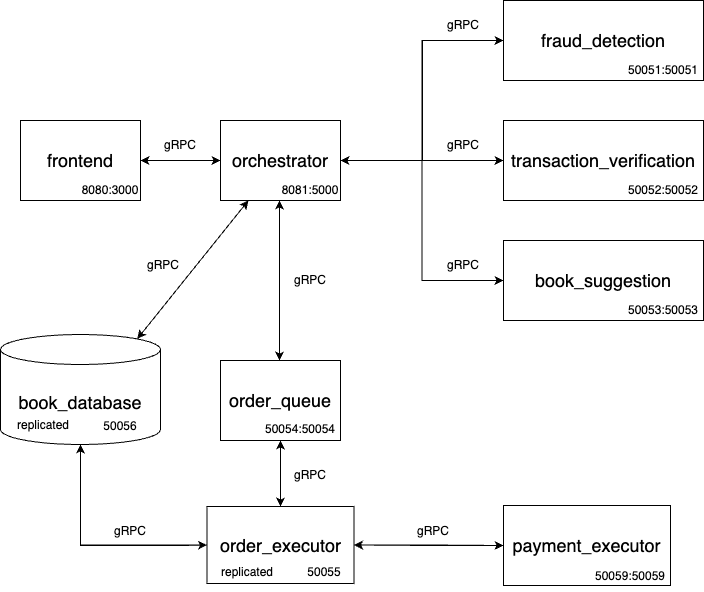 gRPC
fraud_detection
50051:50051
frontend
8080:3000
gRPC
orchestrator
8081:5000
gRPC
transaction_verification
50052:50052
gRPC
gRPC
gRPC
book_suggestion
50053:50053
book_database
replicated 50056
order_queue
50054:50054
gRPC
gRPC
order_executor
replicated 50055
gRPC
payment_executor
50059:50059